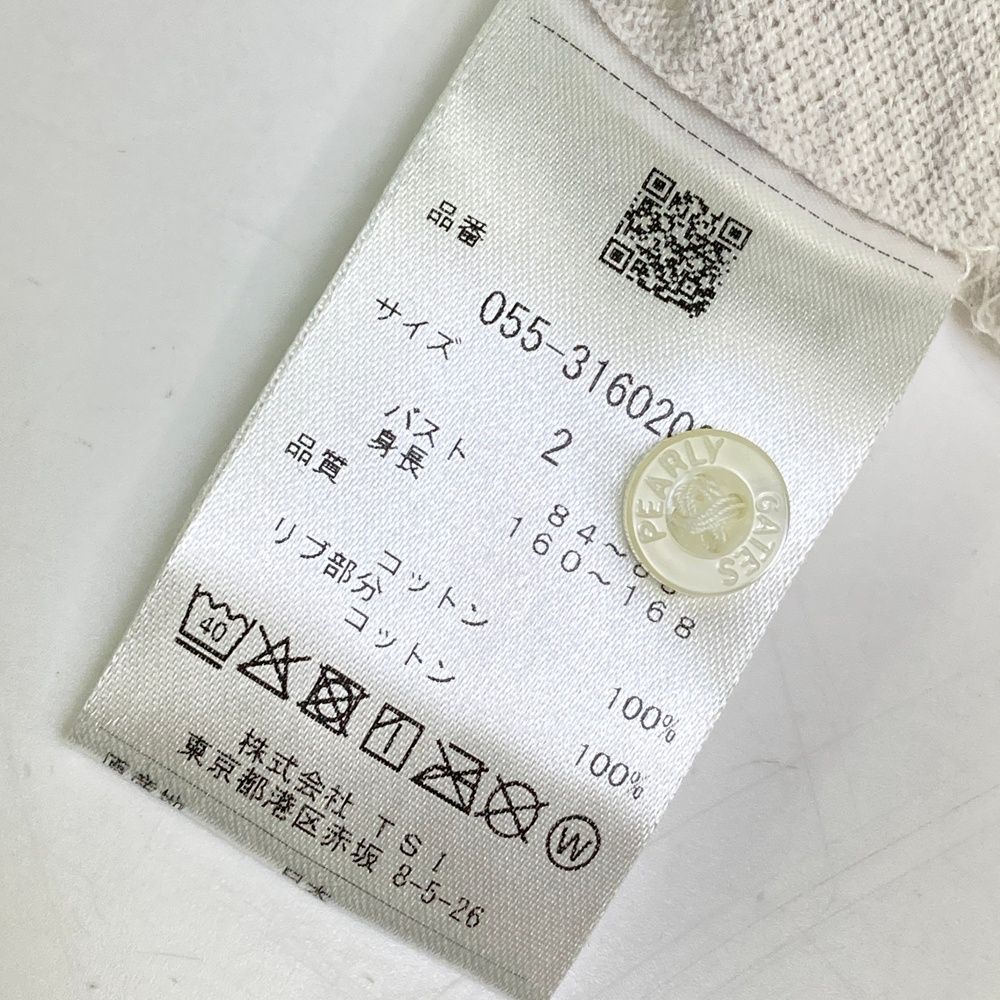 品番
055-316020
サイズ
2
バスト 84～
身長 160～168
品質
コットン 100%
リブ部分
コットン 100%
40
W
株式会社 TSI
東京都港区赤坂 8-5-26
PEARLY GATES